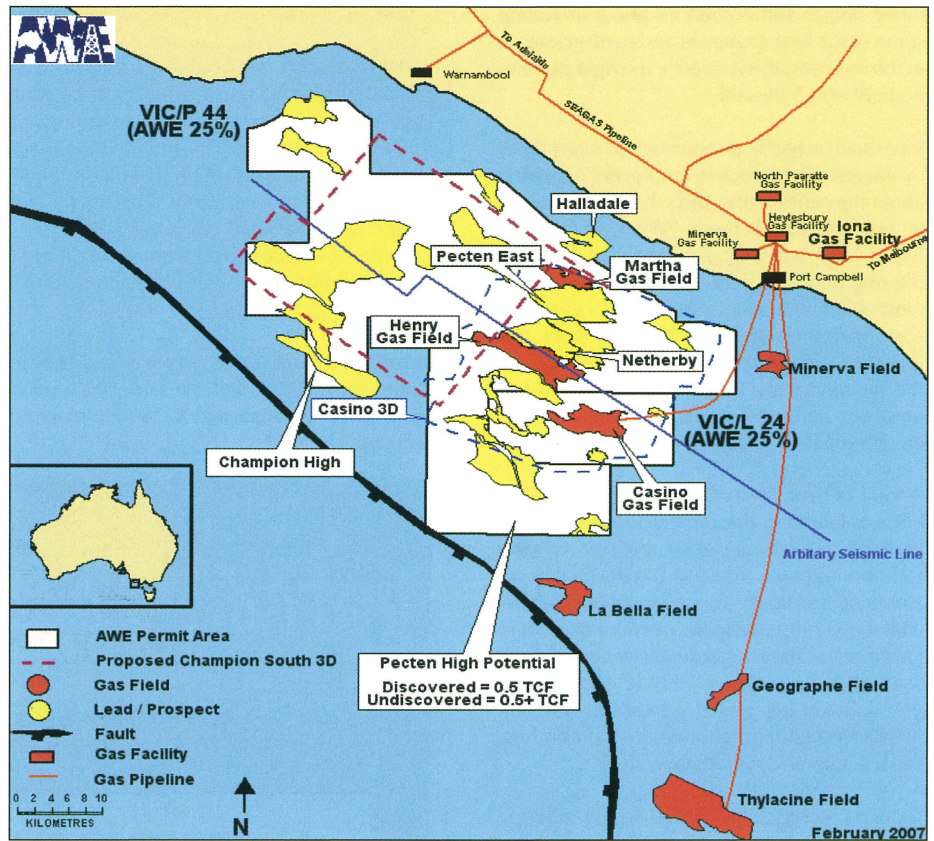 AWE
VIC/P 44
(AWE 25%)
Warnambool
To Adelaide
SEAGAS Pipeline
North Paaratte
Gas Facility
Heytesbury
Gas Facility
Minerva
Gas Facility
Iona
Gas Facility
To Melbourne
Port Campbell
Halladale
Pecten East
Martha
Gas Field
Henry
Gas Field
Netherby
Minerva Field
Casino 3D
VIC/L 24
(AWE 25%)
Champion High
Casino
Gas Field
Arbitary Seismic Line
La Bella Field
Pecten High Potential
Discovered = 0.5 TCF
Undiscovered = 0.5+ TCF
Geographe Field
Thylacine Field
AWE Permit Area
Proposed Champion South 3D
Gas Field
Lead / Prospect
Fault
Gas Facility
Gas Pipeline
0 2 4 6 8 10
KILOMETRES
N
February 2007